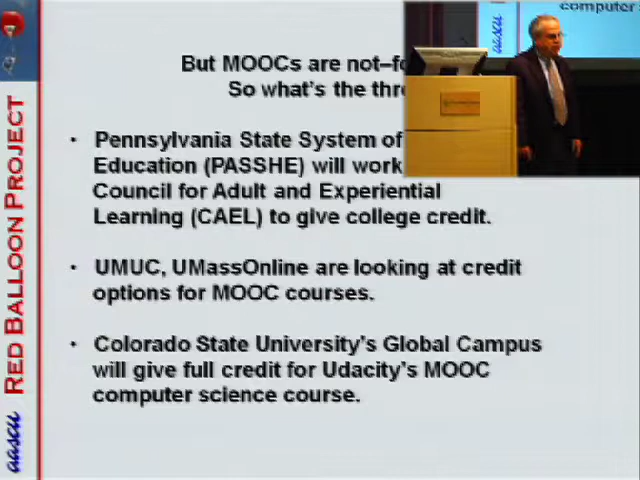 But MOOCs are not–
So what's the
• Pennsylvania State System of
Education (PASSHE) will work
Council for Adult and Experiential
Learning (CAEL) to give college credit.
• UMUC, UMassOnline are looking at credit
options for MOOC courses.
• Colorado State University's Global Campus
will give full credit for Udacity's MOOC
computer science course.
RED BALLOON PROJECT
aascu
computer s
aascu